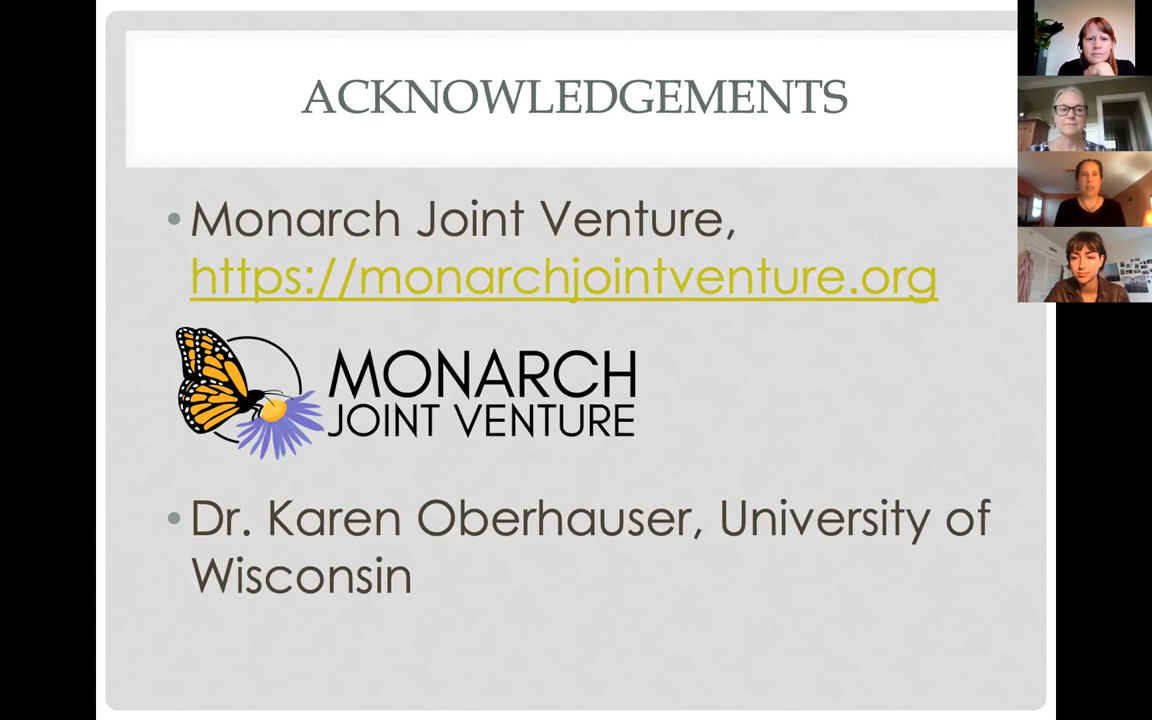 ACKNOWLEDGEMENTS
• Monarch Joint Venture,
https://monarchjointventure.org
MONARCH
JOINT VENTURE
• Dr. Karen Oberhauser, University of
Wisconsin